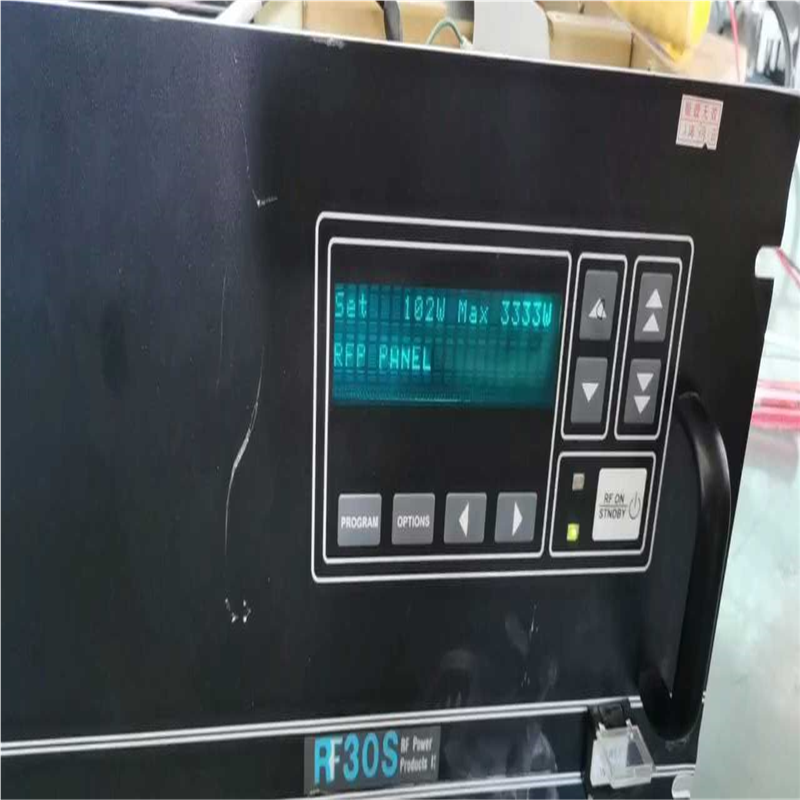 Set 102W Max 3333W
RFP PANEL
PROGRAM
OPTIONS
RF ON
STNDBY
RF30S
RF Power
Products